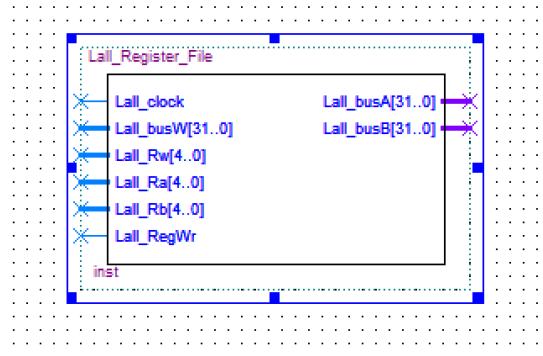 Lall_Register_File
Lall_clock
Lall_busW[31..0]
Lall_Rw[4..0]
Lall_Ra[4..0]
Lall_Rb[4..0]
Lall_RegWr
Lall_busA[31..0]
Lall_busB[31..0]
inst